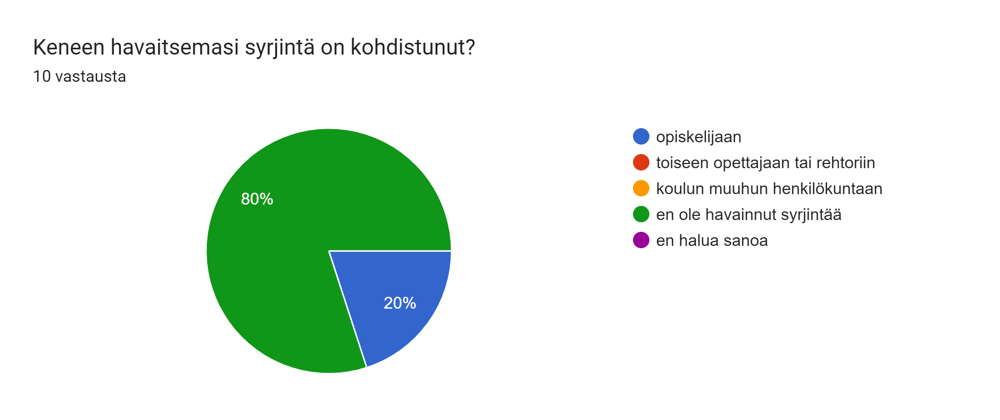 Keneen havaitsemasi syrjintä on kohdistunut?
10 vastausta
80%
20%
opiskelijaan
toiseen opettajaan tai rehtoriin
koulun muuhun henkilökuntaan
en ole havainnut syrjintää
en halua sanoa